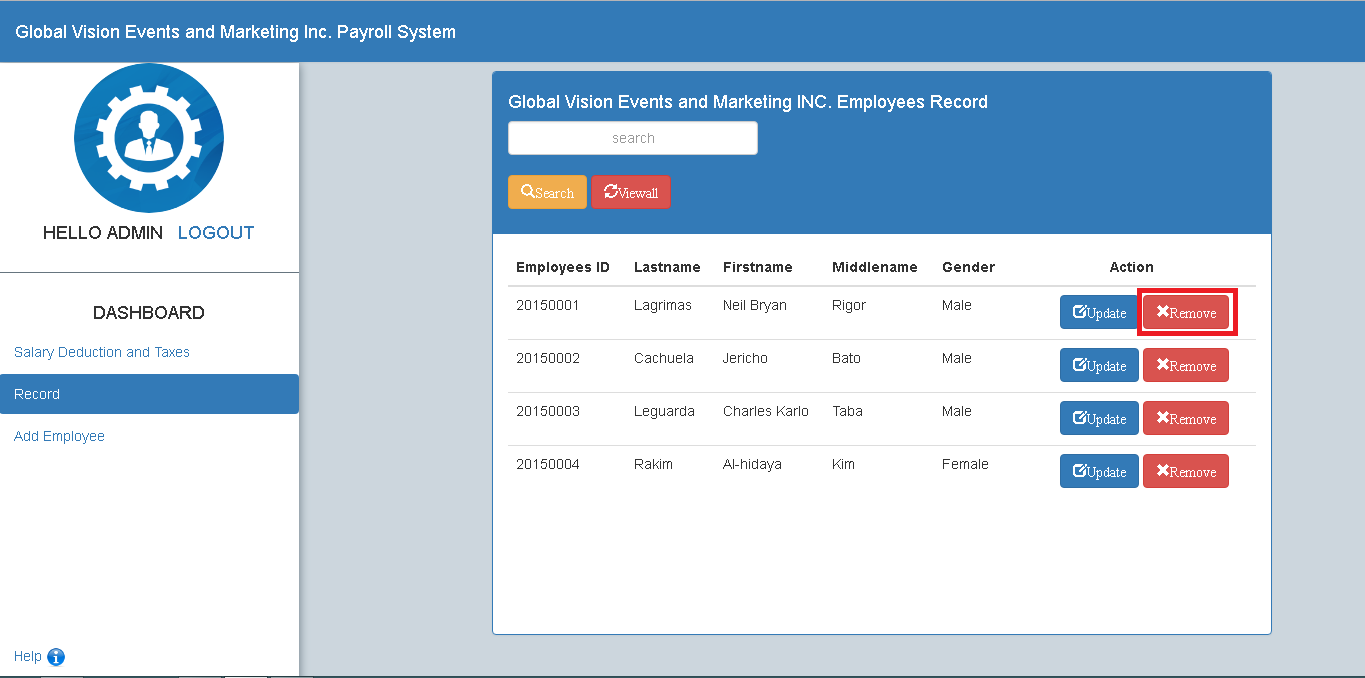 Global Vision Events and Marketing Inc. Payroll System
HELLO ADMIN LOGOUT
DASHBOARD
Salary Deduction and Taxes
Record
Add Employee
Help
Global Vision Events and Marketing INC. Employees Record
search
Search Viewall
Employees ID Lastname Firstname Middlename Gender Action
20150001 Lagrimas Neil Bryan Rigor Male Update Remove
20150002 Cachuela Jericho Bato Male Update Remove
20150003 Leguarda Charles Karlo Taba Male Update Remove
20150004 Rakim Al-hidaya Kim Female Update Remove